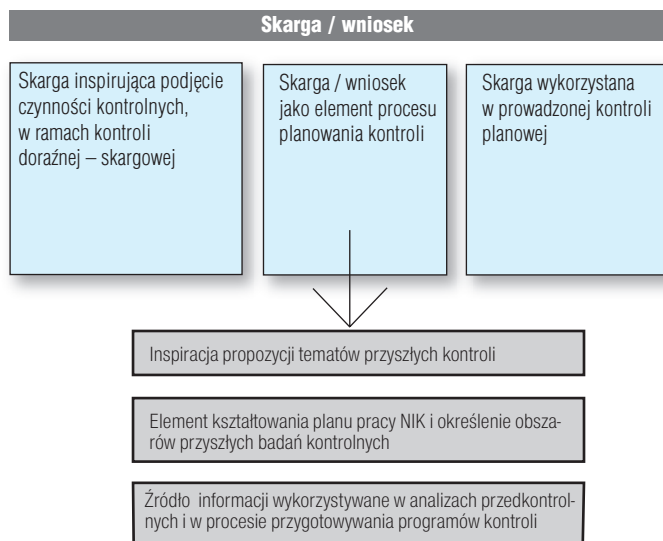 Skarga / wniosek
Skarga inspirująca podjęcie
czynności kontrolnych,
w ramach kontroli
doraźnej – skargowej
Skarga / wniosek
jako element procesu
planowania kontroli
Skarga wykorzystana
w prowadzonej kontroli
planowej
Inspiracja propozycji tematów przyszłych kontroli
Element kształtowania planu pracy NIK i określenie obsza-
rów przyszłych badań kontrolnych
Źródło informacji wykorzystywane w analizach przedkontrol-
nych i w procesie przygotowywania programów kontroli